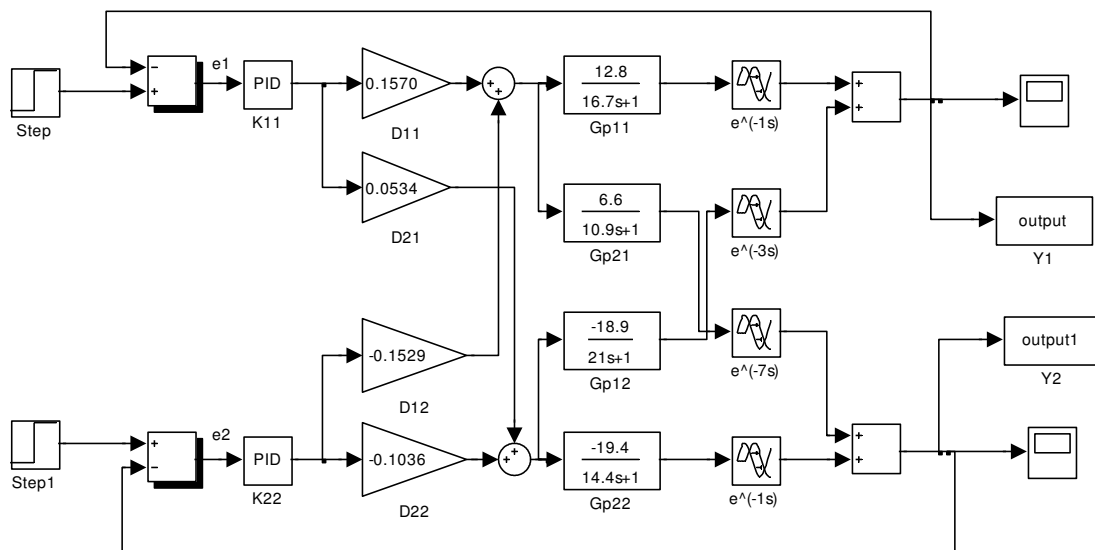 e1
−
+
PID
0.1570
+
+
12.8
16.7s+1
+
+
Step
K11
D11
Gp11
e^(-1s)
0.0534
6.6
10.9s+1
output
D21
Gp21
e^(-3s)
Y1
-0.1529
-18.9
21s+1
output1
D12
Gp12
e^(-7s)
Y2
e2
+
−
PID
-0.1036
+
+
-19.4
14.4s+1
+
+
Step1
K22
D22
Gp22
e^(-1s)